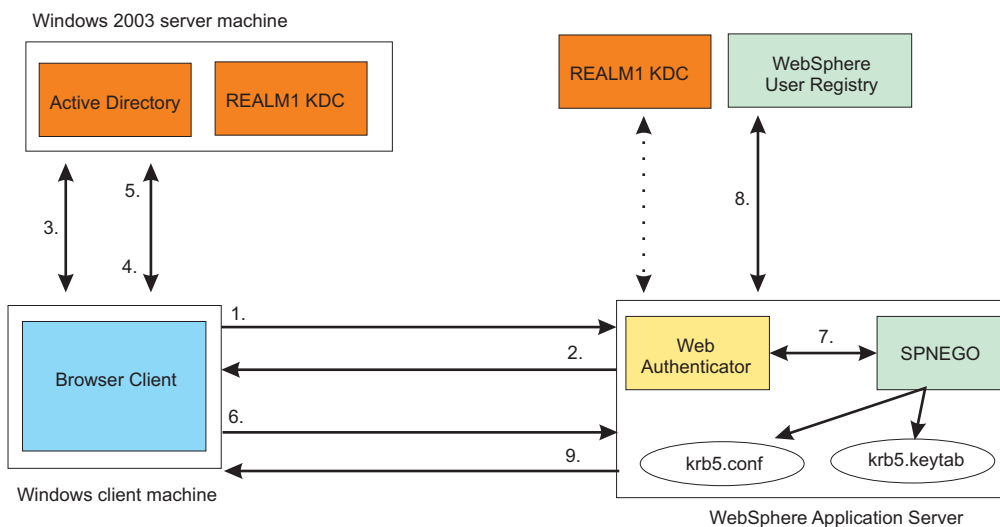 Windows 2003 server machine
Active Directory
REALM1 KDC
REALM1 KDC
WebSphere
User Registry
3.
5.
4.
8.
1.
2.
6.
9.
Browser Client
Windows client machine
Web
Authenticator
7.
SPNEGO
krb5.conf
krb5.keytab
WebSphere Application Server